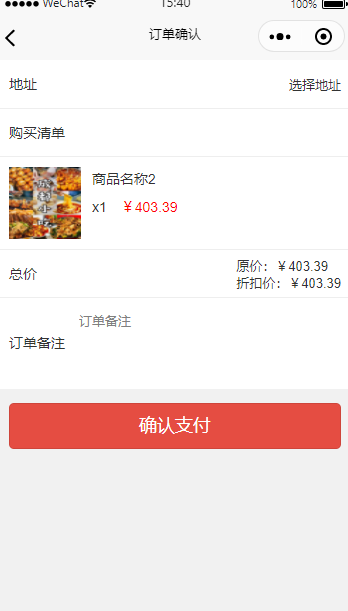 WeChat 15:40 100%
订单确认
地址 选择地址
购买清单
商品名称2
x1 ￥403.39
总价
原价：￥403.39
折扣价：￥403.39
订单备注
订单备注
确认支付